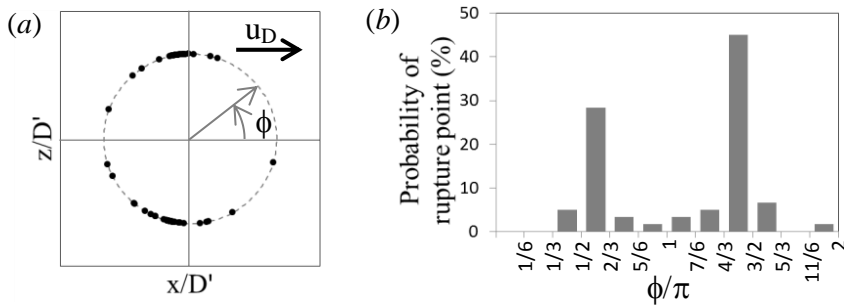 (a)
u_D
ϕ
z/D'
x/D'
(b)
Probability of
rupture point (%)
50
40
30
20
10
0
1/6
1/3
1/2
2/3
5/6
1
7/6
4/3
3/2
5/3
11/6
2
ϕ/π